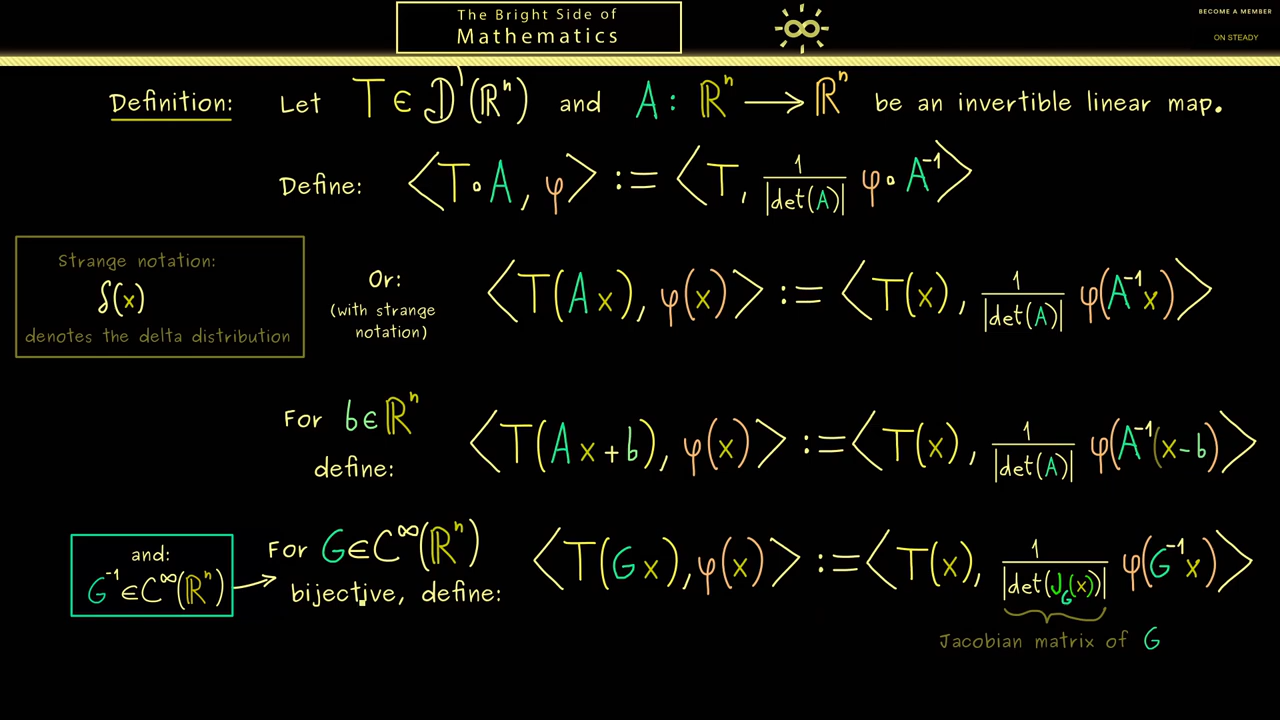 The Bright Side of
Mathematics
BECOME A MEMBER
ON STEADY
Definition: Let T ∈ 𝒟'(ℝⁿ) and A : ℝⁿ ⟶ ℝⁿ be an invertible linear map.
Define: ⟨T∘A, φ⟩ := ⟨T, 1/|det(A)| φ∘A⁻¹⟩
Strange notation:
δ(x)
denotes the delta distribution
Or:
(with strange
notation)
⟨T(Ax), φ(x)⟩ := ⟨T(x), 1/|det(A)| φ(A⁻¹x)⟩
For b∈ℝⁿ
define:
⟨T(Ax+b), φ(x)⟩ := ⟨T(x), 1/|det(A)| φ(A⁻¹(x-b)⟩
and:
G⁻¹∈C^∞(ℝⁿ)
For G∈C^∞(ℝⁿ)
bijective, define:
⟨T(Gx), φ(x)⟩ := ⟨T(x), 1/|det(J_G(x))| φ(G⁻¹x)⟩
Jacobian matrix of G